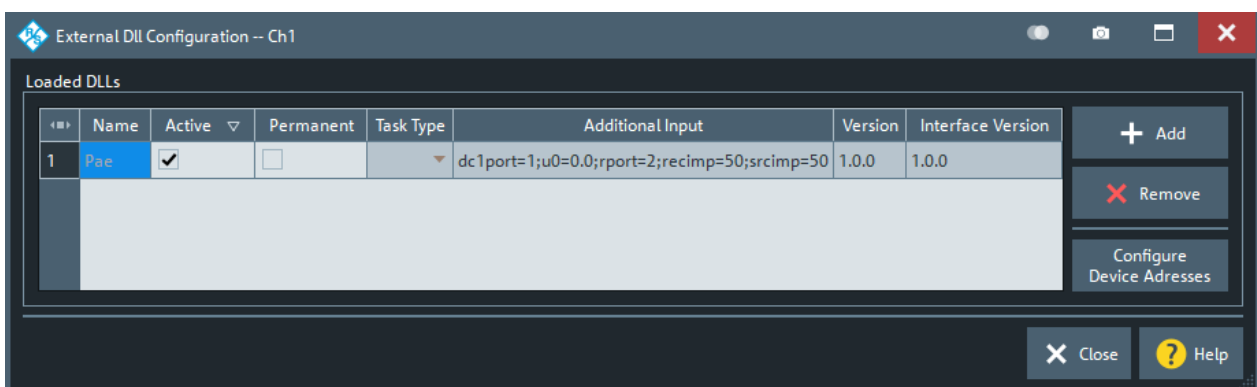 External Dll Configuration -- Ch1
Loaded DLLs
Name Active Permanent Task Type Additional Input Version Interface Version
1 Pae dc1port=1;u0=0.0;rport=2;recimp=50;srcimp=50 1.0.0 1.0.0
Add
Remove
Configure
Device Adresses
Close ? Help